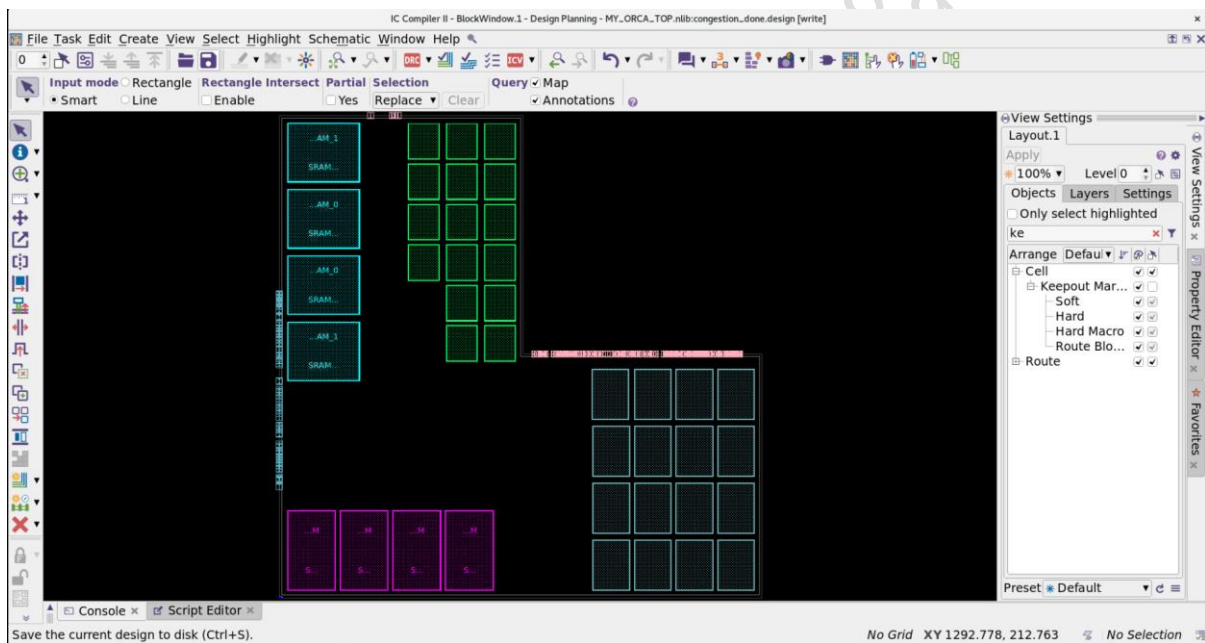 IC Compiler II - BlockWindow.1 - Design Planning - MY_ORCA_TOP.nlib:congestion_done.design [write]
File Task Edit Create View Select Highlight Schematic Window Help
0 DRC ICV
Input mode Rectangle Rectangle Intersect Partial Selection Query Map
Smart Line Enable Yes Replace Clear Annotations
View Settings
Layout.1
Apply
100% Level 0
Objects Layers Settings
Only select highlighted
ke
Arrange Defaul
Cell
Keepout Mar...
Soft
Hard
Hard Macro
Route Blo...
Route
Preset Default
View Settings
Property Editor
Favorites
...AM_1
SRAM...
...AM_0
SRAM...
...AM_0
SRAM...
...AM_1
SRAM...
...M ...M ...M ...M
S... S... S... S...
Console Script Editor
Save the current design to disk (Ctrl+S). No Grid XY 1292.778, 212.763 No Selection